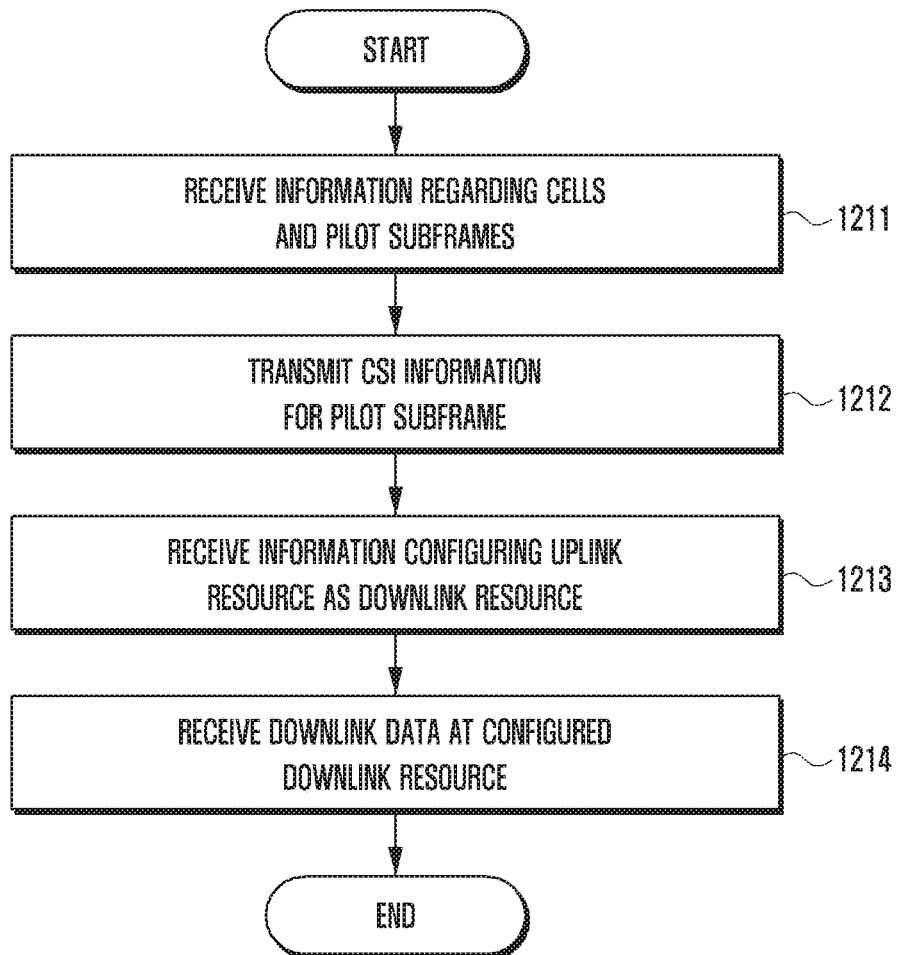 START
RECEIVE INFORMATION REGARDING CELLS
AND PILOT SUBFRAMES
1211
TRANSMIT CSI INFORMATION
FOR PILOT SUBFRAME
1212
RECEIVE INFORMATION CONFIGURING UPLINK
RESOURCE AS DOWNLINK RESOURCE
1213
RECEIVE DOWNLINK DATA AT CONFIGURED
DOWNLINK RESOURCE
1214
END